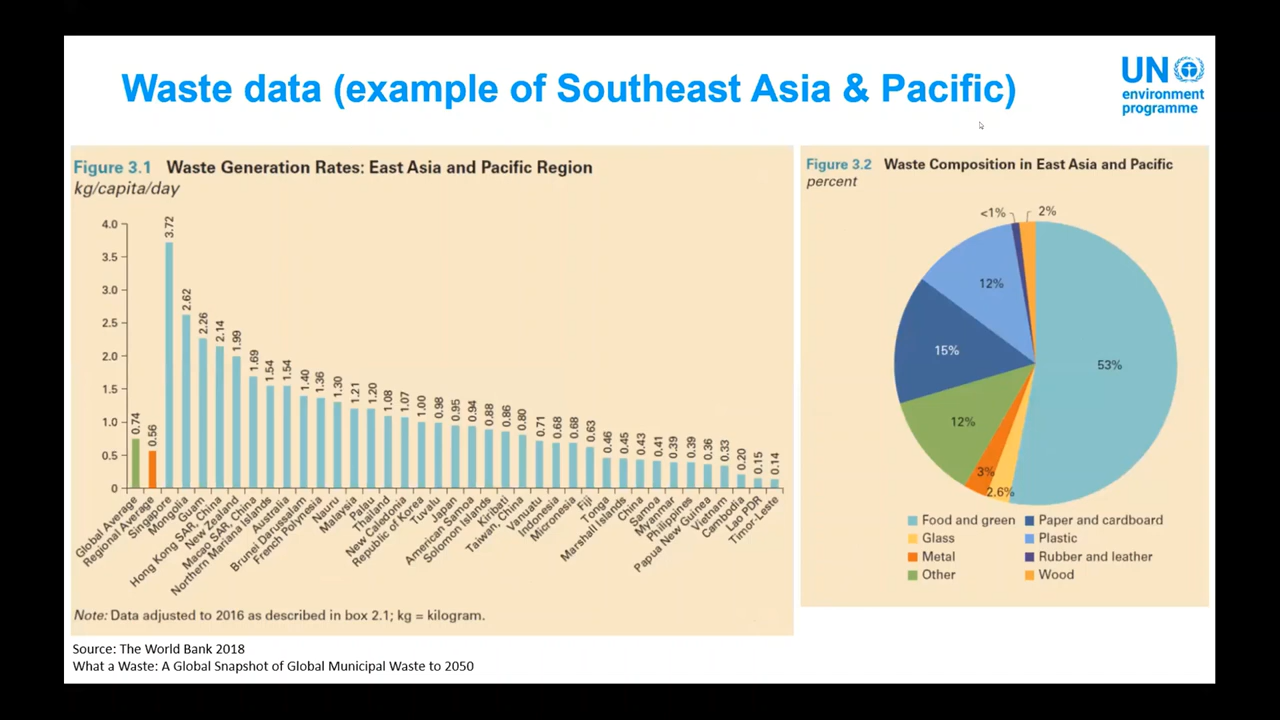 Waste data (example of Southeast Asia & Pacific)
UN
environment
programme
Figure 3.1 Waste Generation Rates: East Asia and Pacific Region
kg/capita/day
4.0
3.5
3.0
2.5
2.0
1.5
1.0
0.5
0
0.74
0.56
3.72
2.62
2.26
2.14
1.99
1.69
1.54
1.54
1.40
1.36
1.30
1.21
1.20
1.08
1.07
1.00
0.98
0.95
0.94
0.88
0.86
0.80
0.71
0.68
0.68
0.63
0.46
0.45
0.43
0.41
0.39
0.39
0.36
0.33
0.20
0.15
0.14
Global Average
Regional Average
Singapore
Mongolia
Guam
Hong Kong SAR, China
New Zealand
Macao SAR, China
Northern Mariana Islands
Australia
Brunei Darussalam
French Polynesia
Nauru
Malaysia
Palau
Thailand
New Caledonia
Republic of Korea
Tuvalu
Japan
American Samoa
Solomon Islands
Kiribati
Taiwan, China
Vanuatu
Indonesia
Micronesia
Fiji
Tonga
Marshall Islands
China
Samoa
Myanmar
Philippines
Papua New Guinea
Vietnam
Cambodia
Lao PDR
Timor-Leste
Note: Data adjusted to 2016 as described in box 2.1; kg = kilogram.
Figure 3.2 Waste Composition in East Asia and Pacific
percent
<1%
2%
12%
15%
53%
12%
3%
2.6%
Food and green
Paper and cardboard
Glass
Plastic
Metal
Rubber and leather
Other
Wood
Source: The World Bank 2018
What a Waste: A Global Snapshot of Global Municipal Waste to 2050